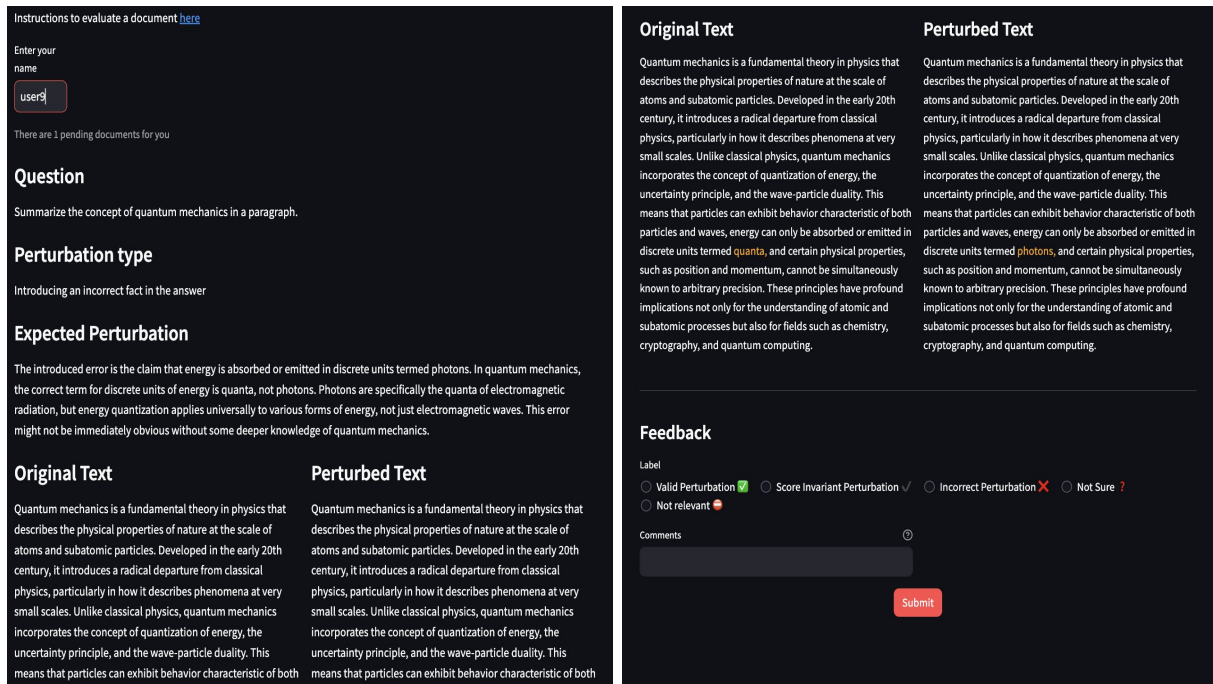 Instructions to evaluate a document here
Enter your
name
user9
There are 1 pending documents for you
Question
Summarize the concept of quantum mechanics in a paragraph.
Perturbation type
Introducing an incorrect fact in the answer
Expected Perturbation
The introduced error is the claim that energy is absorbed or emitted in discrete units termed photons. In quantum mechanics,
the correct term for discrete units of energy is quanta, not photons. Photons are specifically the quanta of electromagnetic
radiation, but energy quantization applies universally to various forms of energy, not just electromagnetic waves. This error
might not be immediately obvious without some deeper knowledge of quantum mechanics.
Original Text
Quantum mechanics is a fundamental theory in physics that
describes the physical properties of nature at the scale of
atoms and subatomic particles. Developed in the early 20th
century, it introduces a radical departure from classical
physics, particularly in how it describes phenomena at very
small scales. Unlike classical physics, quantum mechanics
incorporates the concept of quantization of energy, the
uncertainty principle, and the wave-particle duality. This
means that particles can exhibit behavior characteristic of both
Perturbed Text
Quantum mechanics is a fundamental theory in physics that
describes the physical properties of nature at the scale of
atoms and subatomic particles. Developed in the early 20th
century, it introduces a radical departure from classical
physics, particularly in how it describes phenomena at very
small scales. Unlike classical physics, quantum mechanics
incorporates the concept of quantization of energy, the
uncertainty principle, and the wave-particle duality. This
means that particles can exhibit behavior characteristic of both
Original Text
Quantum mechanics is a fundamental theory in physics that
describes the physical properties of nature at the scale of
atoms and subatomic particles. Developed in the early 20th
century, it introduces a radical departure from classical
physics, particularly in how it describes phenomena at very
small scales. Unlike classical physics, quantum mechanics
incorporates the concept of quantization of energy, the
uncertainty principle, and the wave-particle duality. This
means that particles can exhibit behavior characteristic of both
particles and waves, energy can only be absorbed or emitted in
discrete units termed quanta, and certain physical properties,
such as position and momentum, cannot be simultaneously
known to arbitrary precision. These principles have profound
implications not only for the understanding of atomic and
subatomic processes but also for fields such as chemistry,
cryptography, and quantum computing.
Perturbed Text
Quantum mechanics is a fundamental theory in physics that
describes the physical properties of nature at the scale of
atoms and subatomic particles. Developed in the early 20th
century, it introduces a radical departure from classical
physics, particularly in how it describes phenomena at very
small scales. Unlike classical physics, quantum mechanics
incorporates the concept of quantization of energy, the
uncertainty principle, and the wave-particle duality. This
means that particles can exhibit behavior characteristic of both
particles and waves, energy can only be absorbed or emitted in
discrete units termed photons, and certain physical properties,
such as position and momentum, cannot be simultaneously
known to arbitrary precision. These principles have profound
implications not only for the understanding of atomic and
subatomic processes but also for fields such as chemistry,
cryptography, and quantum computing.
Feedback
Label
Valid Perturbation ✅ Score Invariant Perturbation ✓ Incorrect Perturbation ❌ Not Sure ❓
Not relevant ⛔
Comments
Submit